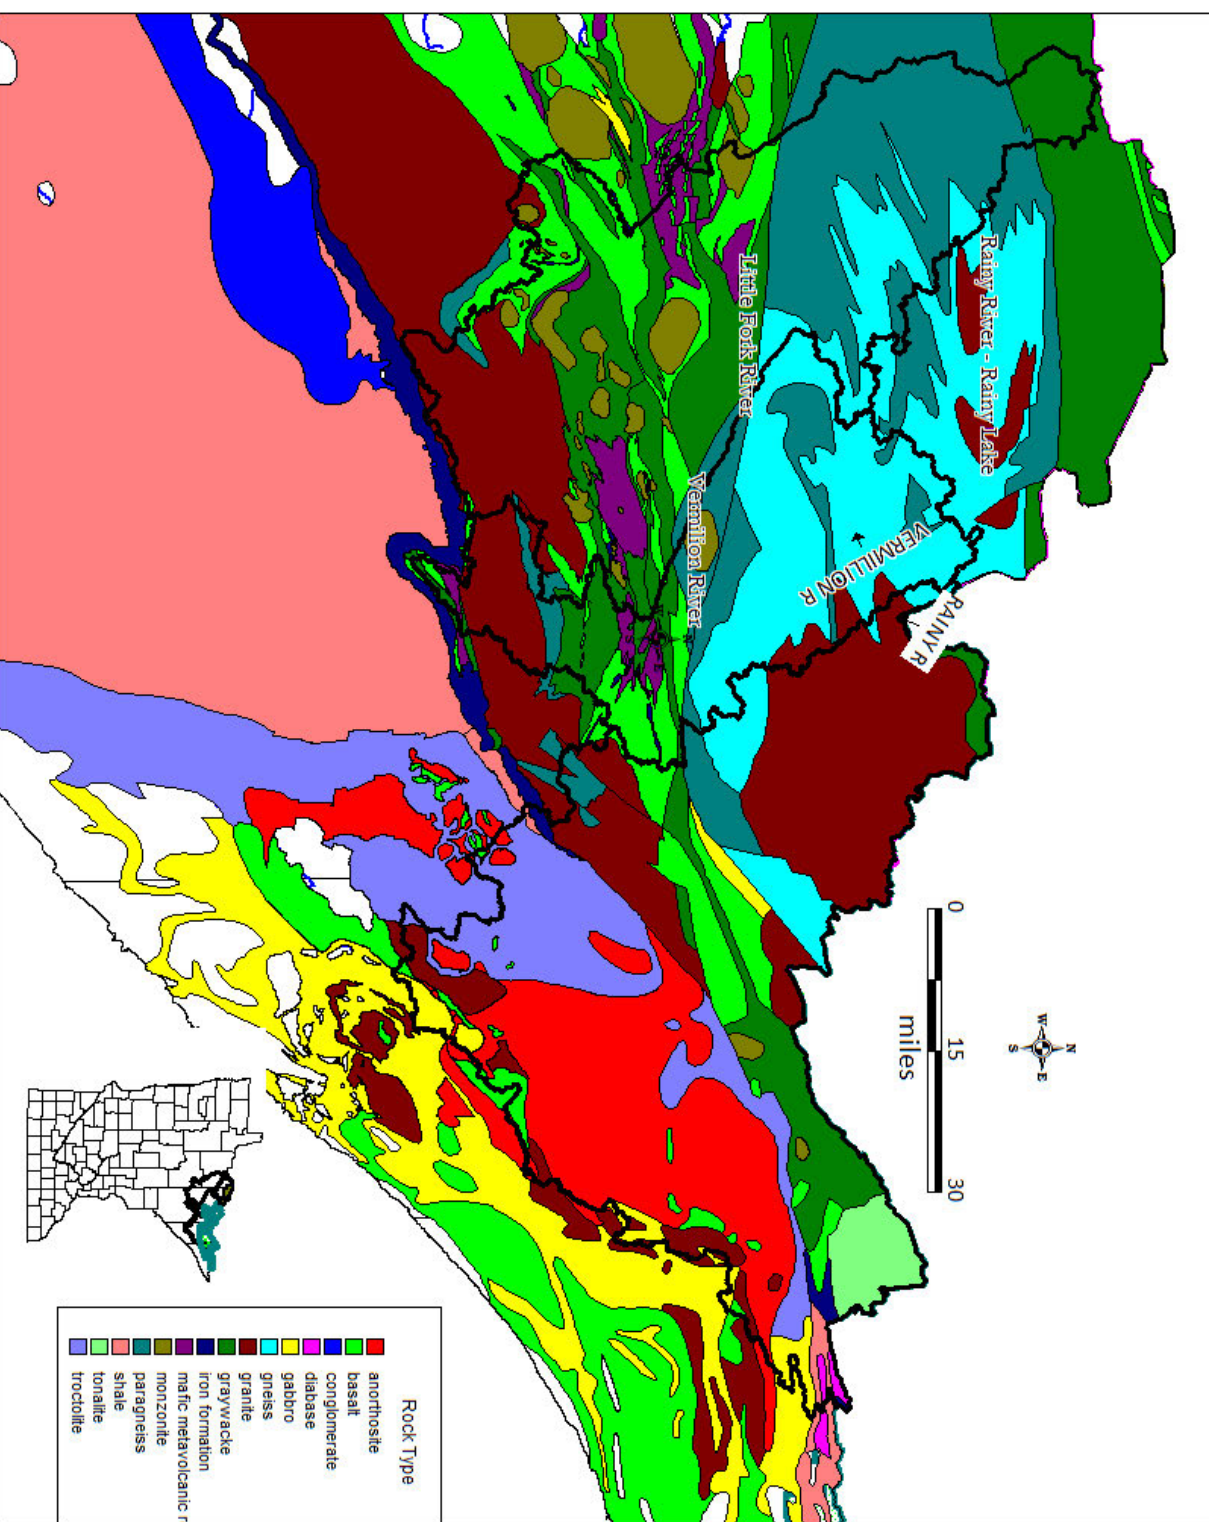 Rainy River - Rainy Lake
RAINY R
VERMILLION R
Little Fork River
Vermilion River
N
W
E
S
0
15
30
miles
Rock Type
anorthosite
basalt
conglomerate
diabase
gabbro
gneiss
granite
graywacke
iron formation
mafic metavolcanic r
monzonite
paragneiss
shale
tonalite
troctolite